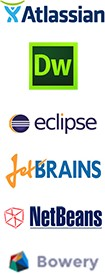 Atlassian
Dw
eclipse
JetBRAINS
NetBeans
Bowery